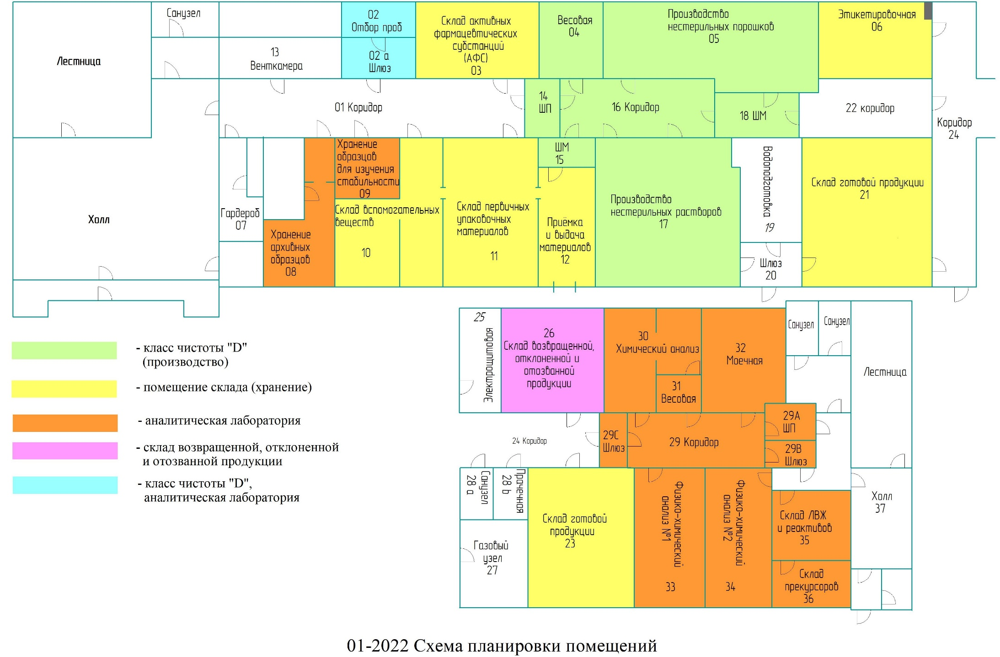 Санузел
Лестница
13
Венткамера
02
Отбор проб
02 а
Шлюз
Склад активных
фармацевтических
субстанций
(АФС)
03
Весовая
04
Производство
нестерильных порошков
05
Этикетировочная
06
01 Коридор
14
ШП
16 Коридор
18 ШМ
22 коридор
Коридор
24
Холл
Гардероб
07
Хранение
архивных
образцов
08
Хранение
образцов
для изучения
стабильности
09
Склад вспомогательных
веществ
10
Склад первичных
упаковочных
материалов
11
ШМ
15
Приёмка
и выдача
материалов
12
Производство
нестерильных растворов
17
Водоподготовка
19
Шлюз
20
Склад готовой продукции
21
- класс чистоты "D"
(производство)
- помещение склада (хранение)
- аналитическая лаборатория
- склад возвращенной, отклоненной
и отозванной продукции
- класс чистоты "D",
аналитическая лаборатория
25
Электрощитовая
26
Склад возвращенной,
отклоненной и
отозванной
продукции
30
Химический анализ
31
Весовая
32
Моечная
Санузел
Санузел
Лестница
24 Коридор
29С
Шлюз
29 Коридор
29А
ШП
29В
Шлюз
Санузел
28 а
Прачечная
28 b
Газовый
узел
27
Склад готовой
продукции
23
Физико-химический
анализ №1
33
Физико-химический
анализ №2
34
Склад ЛВЖ
и реактивов
35
Склад
прекурсоров
36
Холл
37
01-2022 Схема планировки помещений